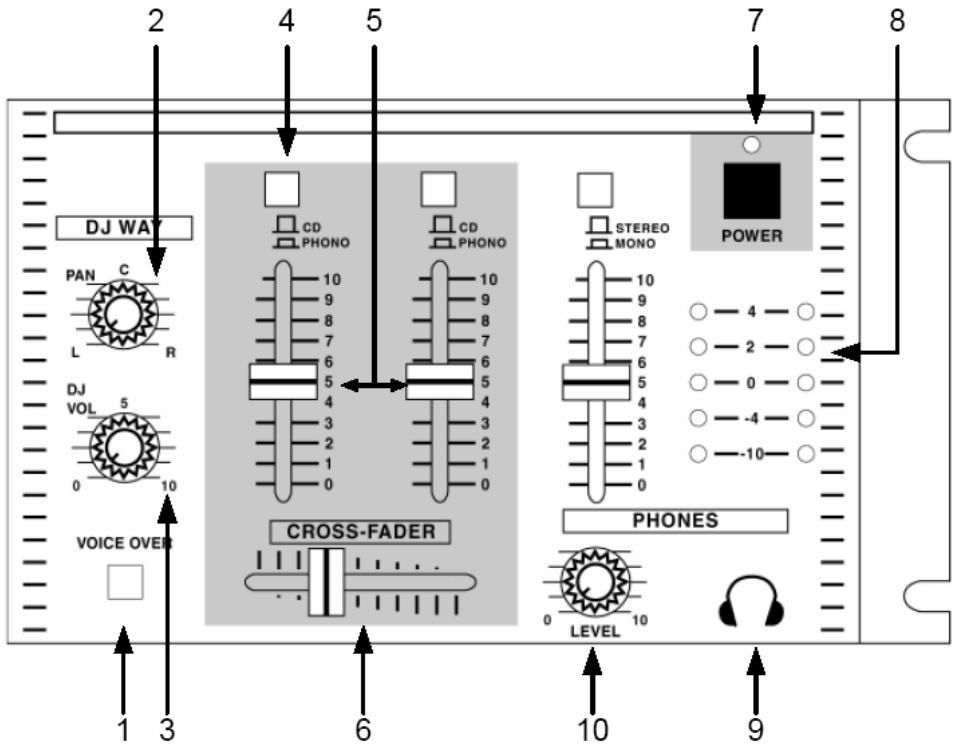 2 4 5 7 8
DJ WAY
POWER
CD
PHONO
CD
PHONO
STEREO
MONO
PAN C
L R
DJ
VOL 5
0 10
VOICE OVER
10
9
8
7
6
5
4
3
2
1
0
10
9
8
7
6
5
4
3
2
1
0
10
9
8
7
6
5
4
3
2
1
0
4
2
0
-4
-10
CROSS-FADER
PHONES
0 10
LEVEL
1 3 6 10 9